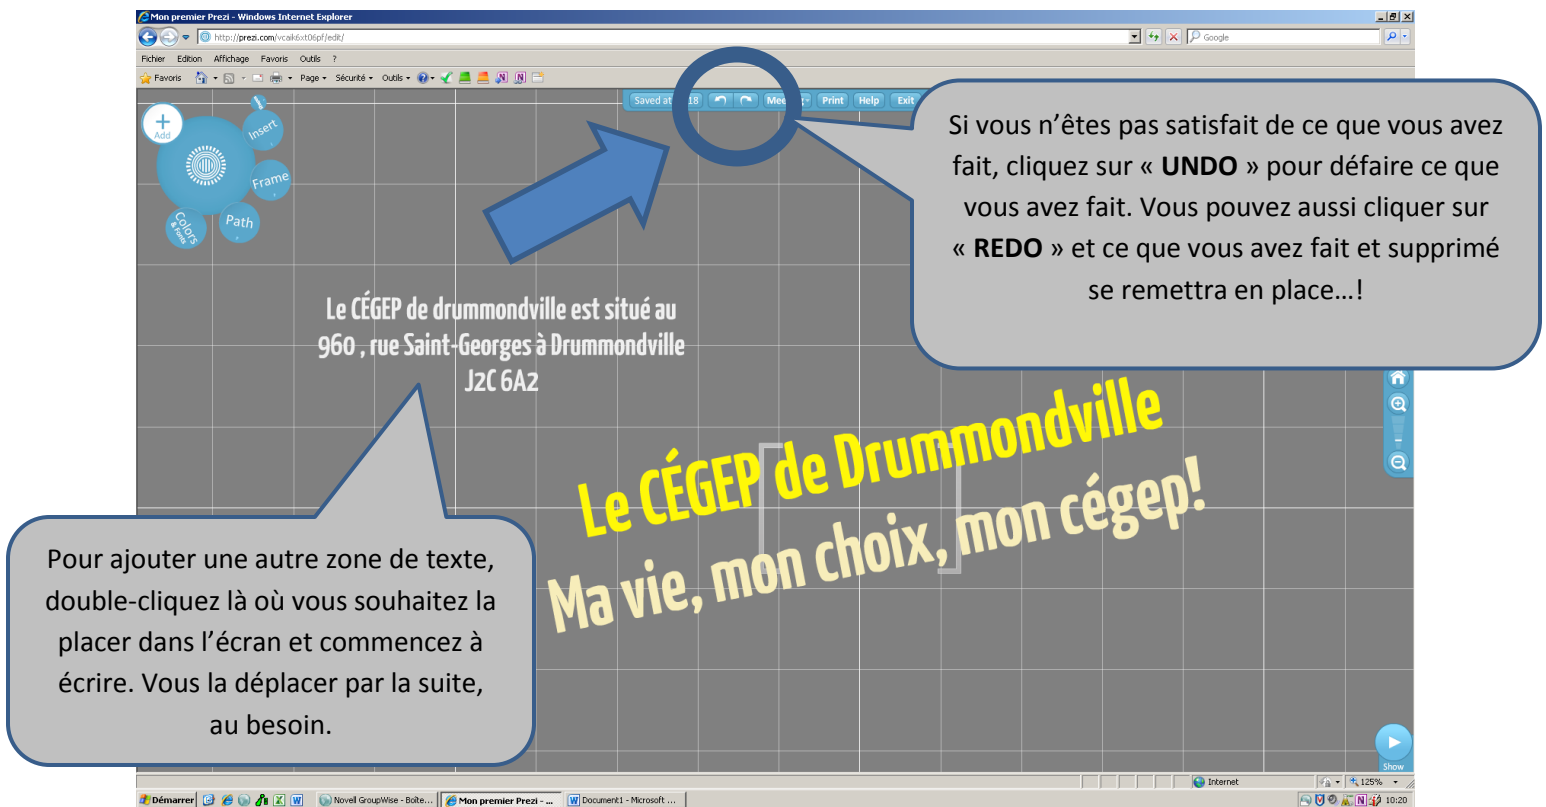 Mon premier Prezi - Windows Internet Explorer
http://prezi.com/vcaik6xt06pf/edit/
Google
Fichier Edition Affichage Favoris Outils ?
Favoris Page Sécurité Outils
Saved at 18 Meeting Print Help Exit
Add
Insert
Frame
Path
Colors
& Fonts
Si vous n’êtes pas satisfait de ce que vous avez
fait, cliquez sur « UNDO » pour défaire ce que
vous avez fait. Vous pouvez aussi cliquer sur
« REDO » et ce que vous avez fait et supprimé
se remettra en place…!
Le CÉGEP de drummondville est situé au
960 , rue Saint-Georges à Drummondville
J2C 6A2
Le CÉGEP de Drummondville
Ma vie, mon choix, mon cégep!
Pour ajouter une autre zone de texte,
double-cliquez là où vous souhaitez la
placer dans l’écran et commencez à
écrire. Vous la déplacer par la suite,
au besoin.
Show
Internet 125%
Démarrer Novell GroupWise - Boîte... Mon premier Prezi - ... Document1 - Microsoft ... 10:20